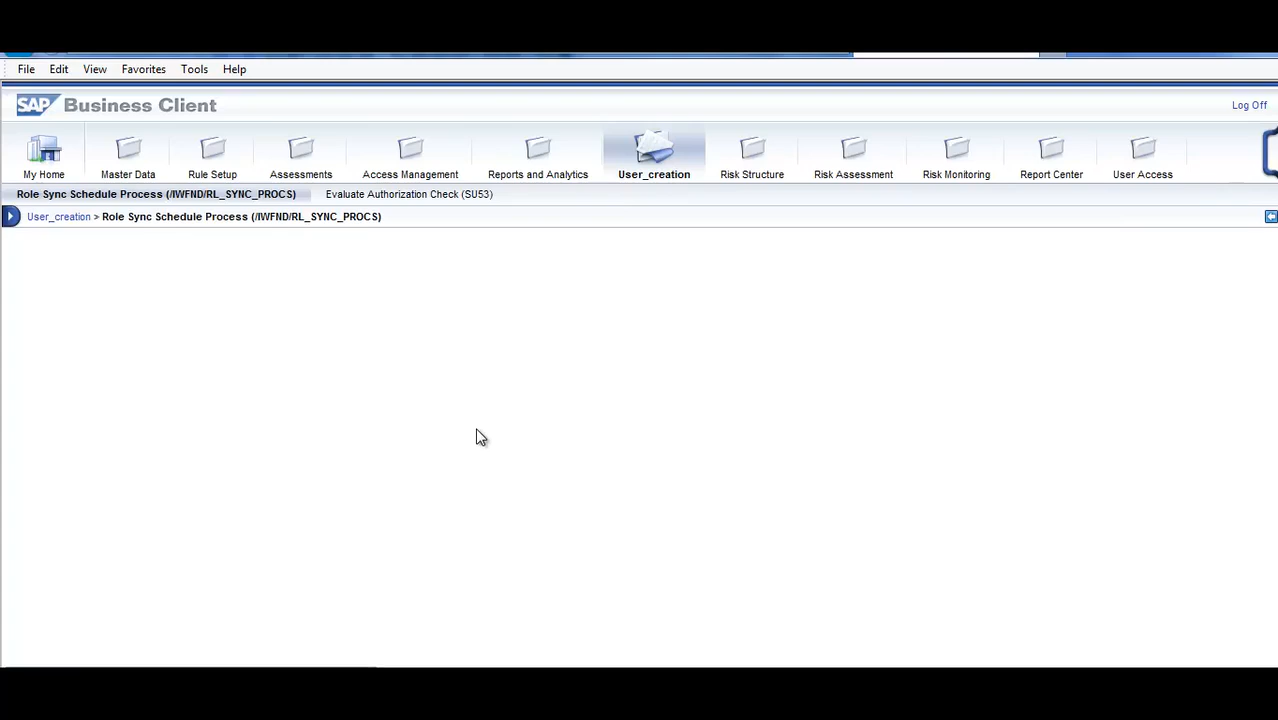 File Edit View Favorites Tools Help
SAP Business Client Log Off
My Home Master Data Rule Setup Assessments Access Management Reports and Analytics User_creation Risk Structure Risk Assessment Risk Monitoring Report Center User Access
Role Sync Schedule Process (/IWFND/RL_SYNC_PROCS) Evaluate Authorization Check (SU53)
User_creation > Role Sync Schedule Process (/IWFND/RL_SYNC_PROCS)